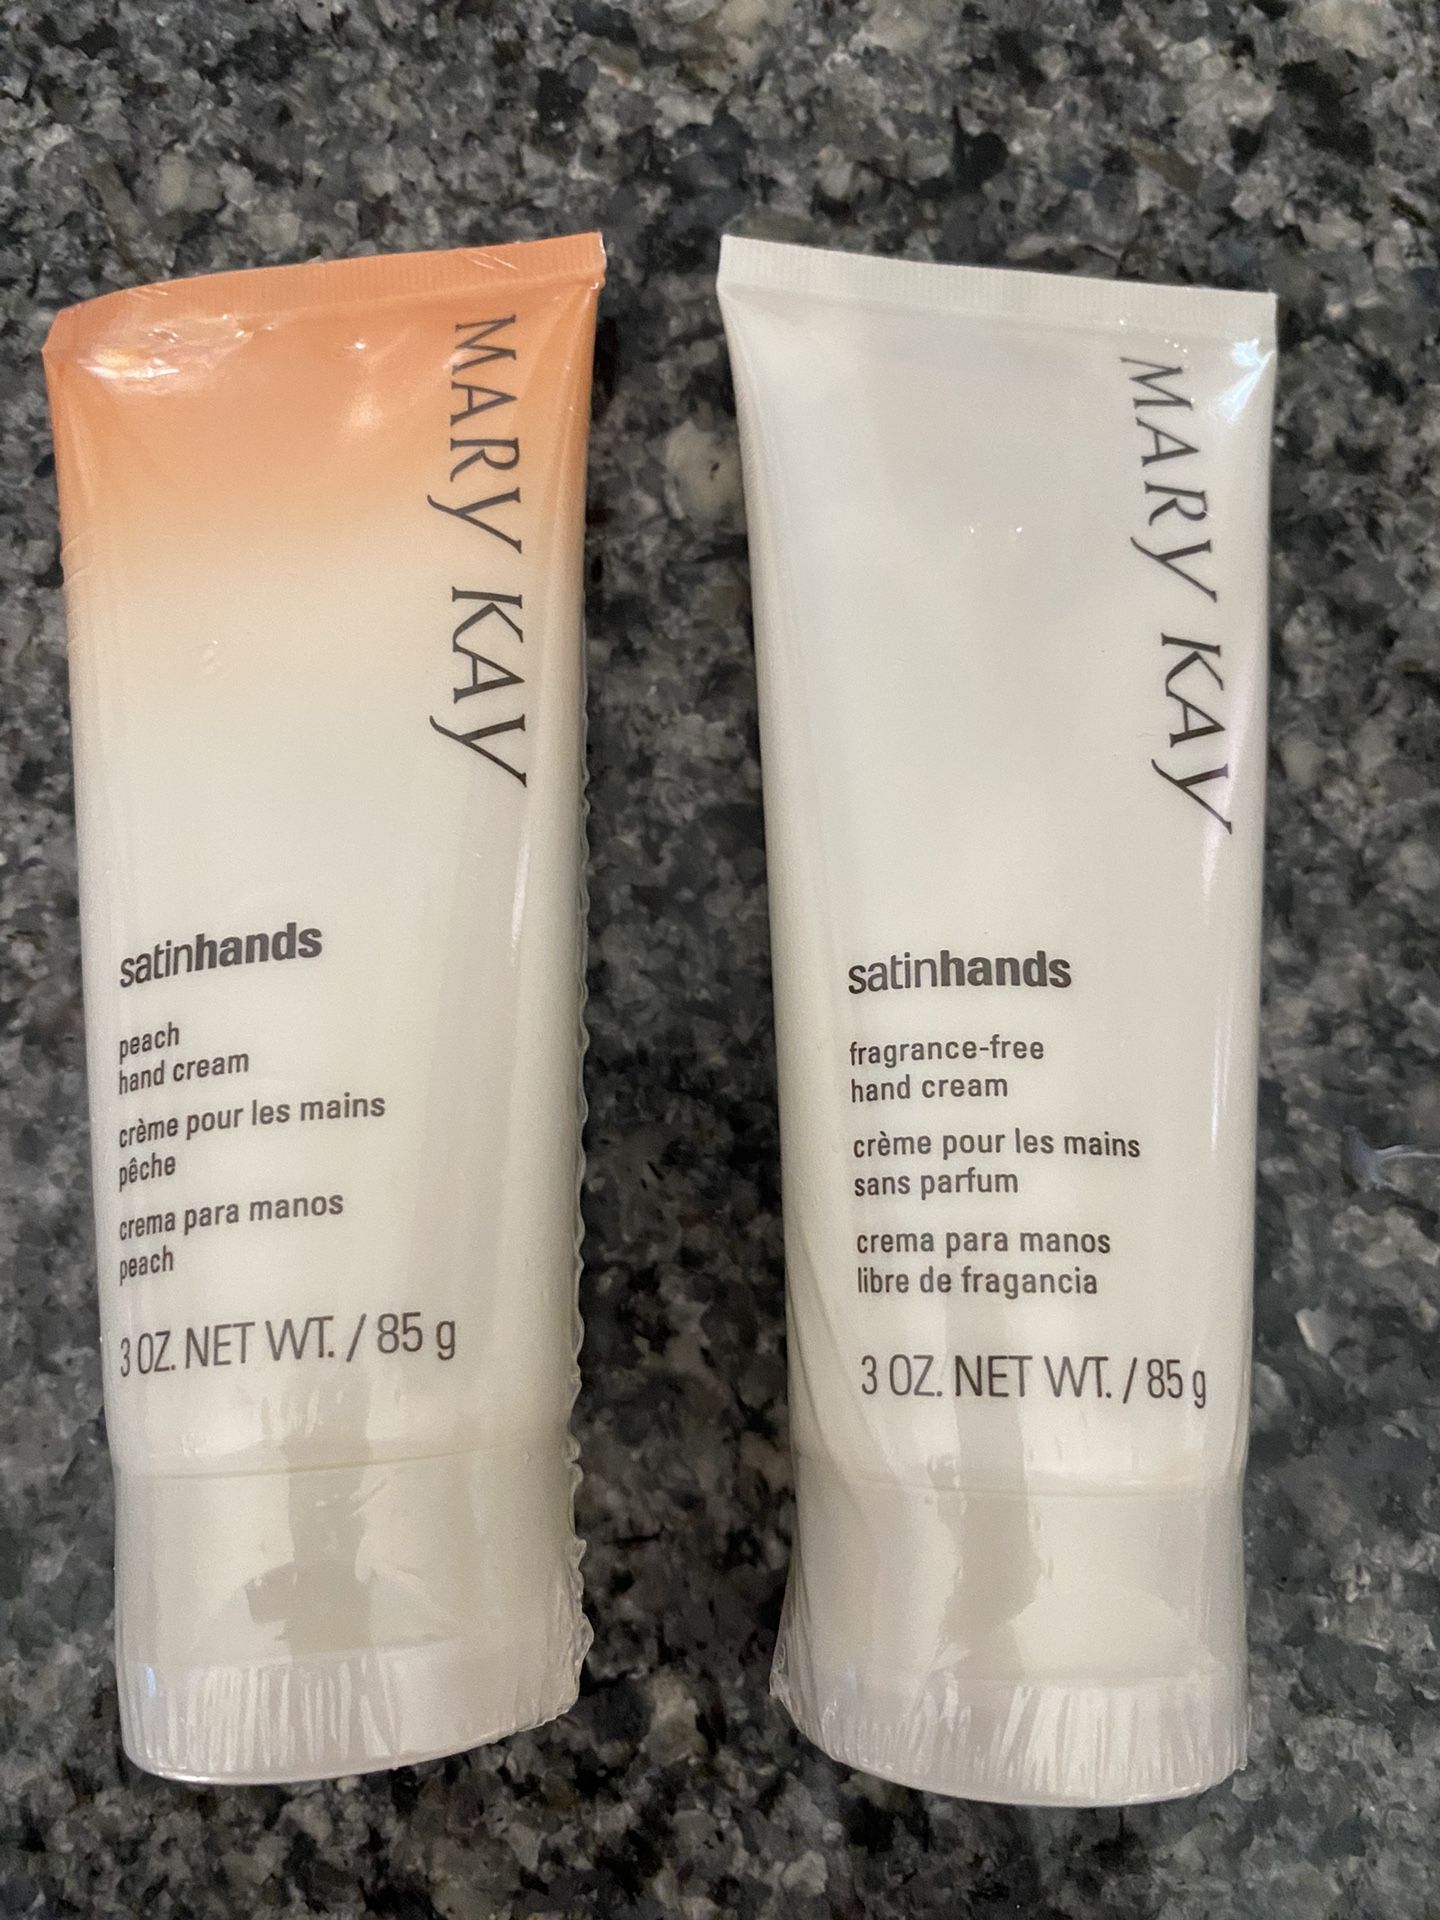 MARY KAY
satinhands
peach
hand cream
crème pour les mains
pêche
crema para manos
peach
3 OZ. NET WT. / 85 g
MARY KAY
satinhands
fragrance-free
hand cream
crème pour les mains
sans parfum
crema para manos
libre de fragancia
3 OZ. NET WT. / 85 g